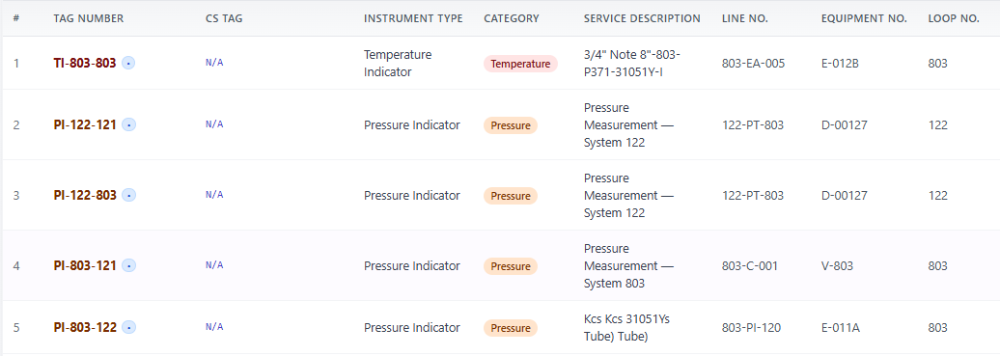 # TAG NUMBER CS TAG INSTRUMENT TYPE CATEGORY SERVICE DESCRIPTION LINE NO. EQUIPMENT NO. LOOP NO.
1 TI-803-803 N/A Temperature Indicator Temperature 3/4" Note 8"-803-P371-31051Y-I 803-EA-005 E-012B 803
2 PI-122-121 N/A Pressure Indicator Pressure Pressure Measurement — System 122 122-PT-803 D-00127 122
3 PI-122-803 N/A Pressure Indicator Pressure Pressure Measurement — System 122 122-PT-803 D-00127 122
4 PI-803-121 N/A Pressure Indicator Pressure Pressure Measurement — System 803 803-C-001 V-803 803
5 PI-803-122 N/A Pressure Indicator Pressure Kcs Kcs 31051Ys Tube) Tube) 803-PI-120 E-011A 803